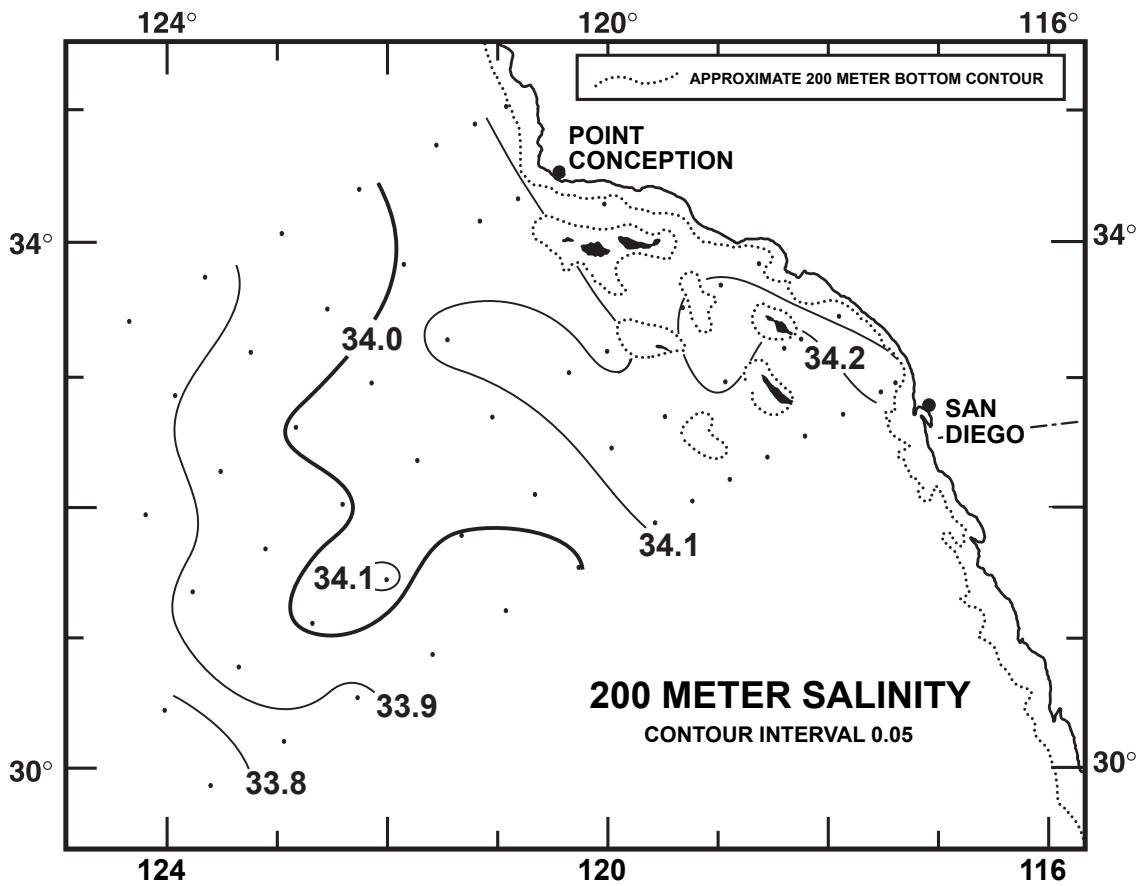 124° 120° 116°
APPROXIMATE 200 METER BOTTOM CONTOUR
POINT
CONCEPTION
34° 34°
34.0
34.2
SAN
DIEGO
34.1
34.1
200 METER SALINITY
33.9
CONTOUR INTERVAL 0.05
33.8
30° 30°
124 120 116